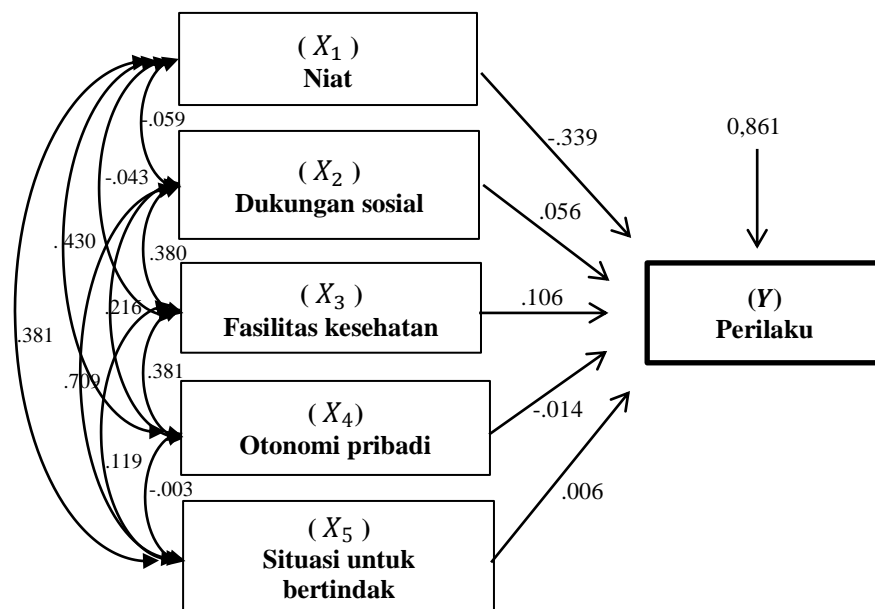 ( X₁ )
Niat
-.059
-.339
0,861
( X₂ )
Dukungan sosial
-.043
.056
.430
.380
( X₃ )
Fasilitas kesehatan
.216
.106
(Y)
Perilaku
.381
.709
.381
( X₄)
Otonomi pribadi
-.014
.119
-.003
.006
( X₅ )
Situasi untuk
bertindak